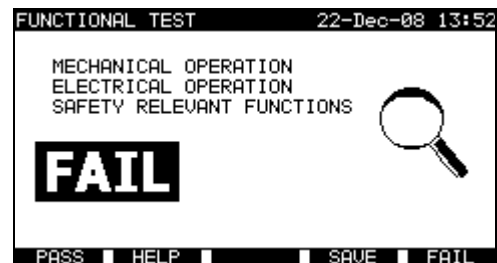 FUNCTIONAL TEST 22-Dec-08 13:52
MECHANICAL OPERATION
ELECTRICAL OPERATION
SAFETY RELEVANT FUNCTIONS
FAIL
PASS HELP SAVE FAIL